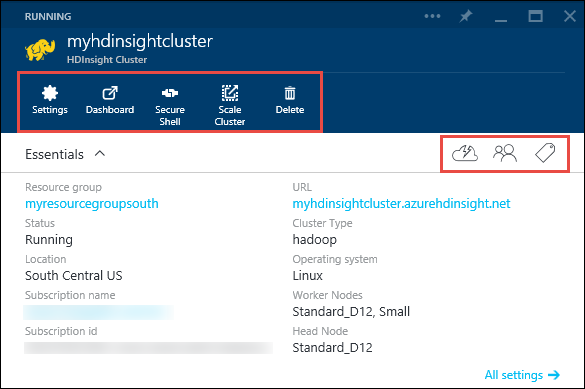 RUNNING
myhdinsightcluster
HDInsight Cluster
Settings
Dashboard
Secure
Shell
Scale
Cluster
Delete
Essentials
Resource group
myresourcegroupsouth
Status
Running
Location
South Central US
Subscription name
Subscription id
URL
myhdinsightcluster.azurehdinsight.net
Cluster Type
hadoop
Operating system
Linux
Worker Nodes
Standard_D12, Small
Head Node
Standard_D12
All settings